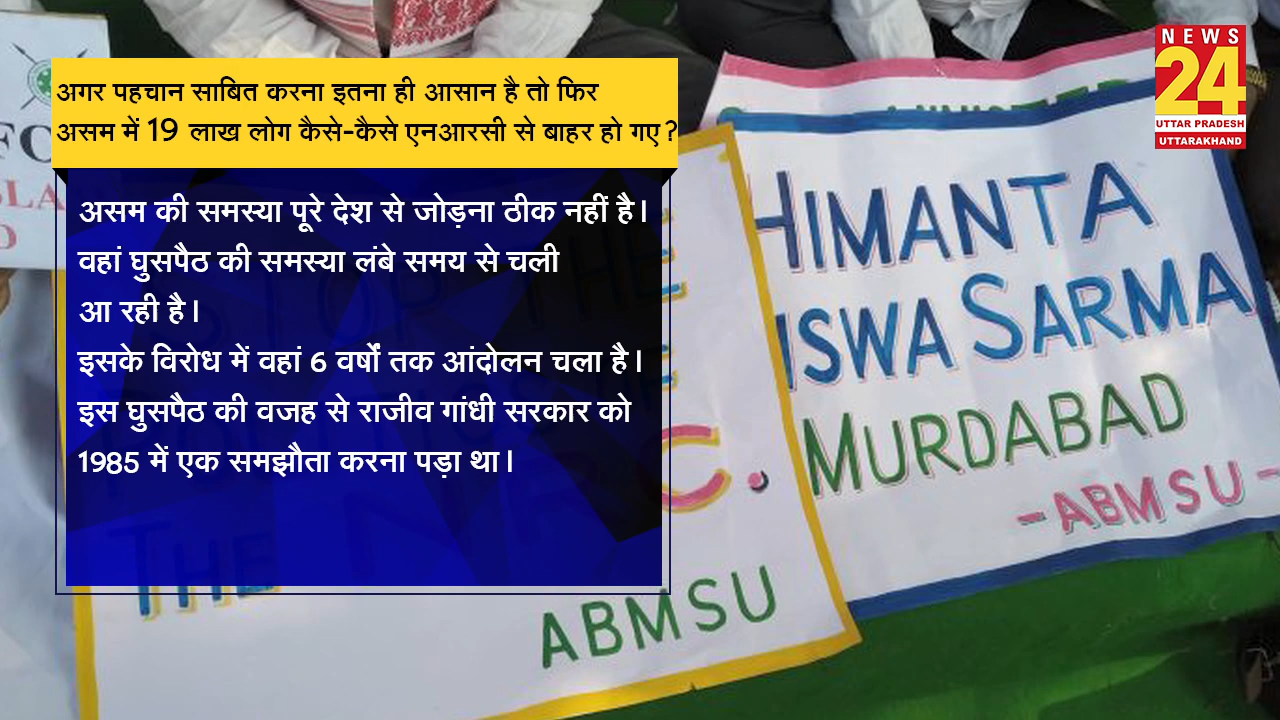 NEWS
24
UTTAR PRADESH
UTTARAKHAND
अगर पहचान साबित करना इतना ही आसान है तो फिर
असम में 19 लाख लोग कैसे-कैसे एनआरसी से बाहर हो गए ?
असम की समस्या पूरे देश से जोड़ना ठीक नहीं है।
वहां घुसपैठ की समस्या लंबे समय से चली
आ रही है।
इसके विरोध में वहां 6 वर्षों तक आंदोलन चला है।
इस घुसपैठ की वजह से राजीव गांधी सरकार को
1985 में एक समझौता करना पड़ा था।
HIMANTA
ISWA SARMA
MURDABAD
-ABMSU-
C.
THE
ABMSU